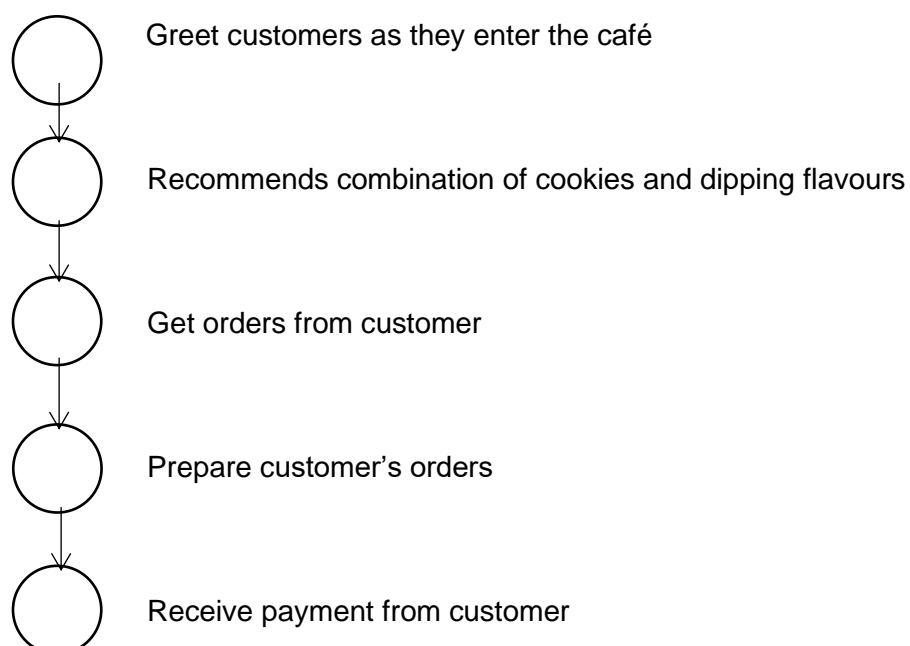 Greet customers as they enter the café
Recommends combination of cookies and dipping flavours
Get orders from customer
Prepare customer’s orders
Receive payment from customer